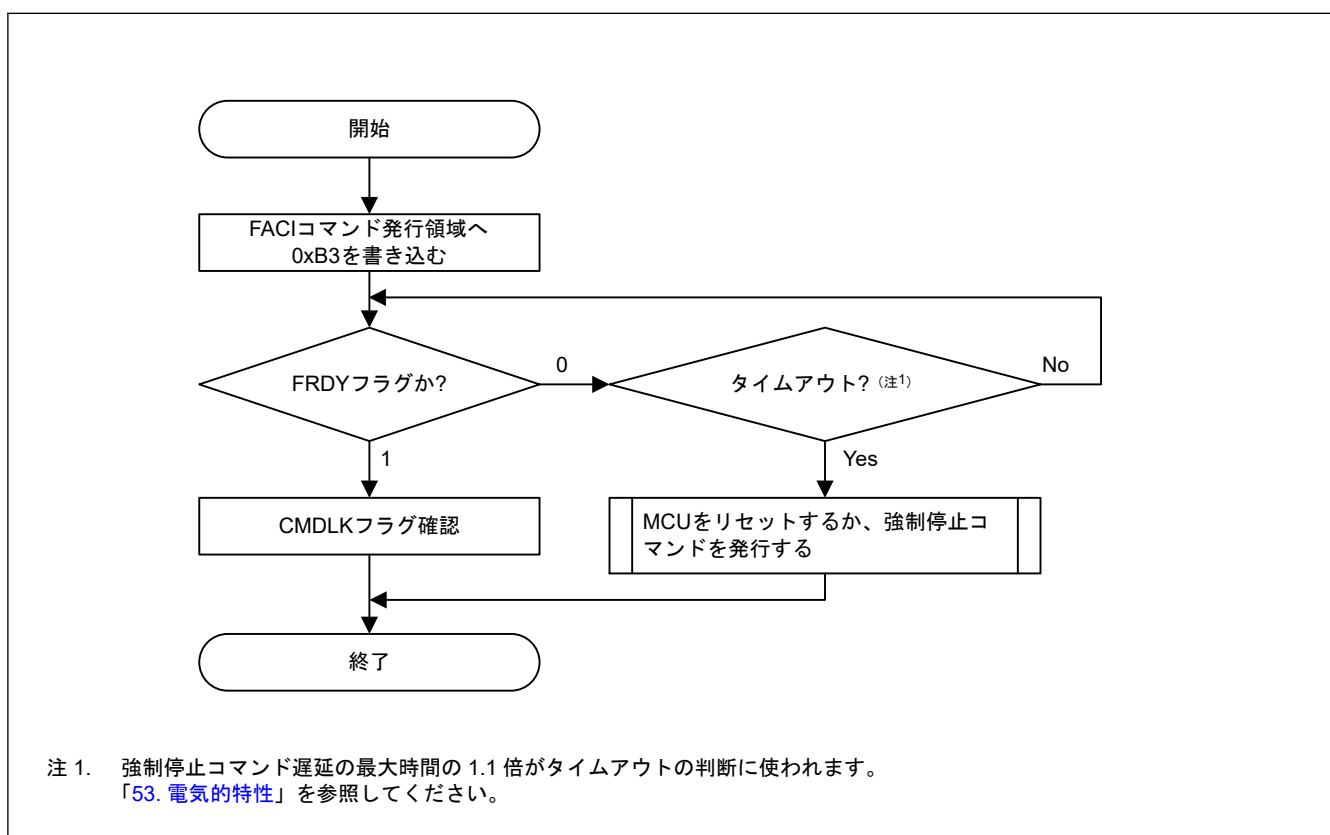 開始
FACIコマンド発行領域へ
0xB3を書き込む
FRDYフラグか?
0
タイムアウト? (注1)
No
1
Yes
CMDLKフラグ確認
MCUをリセットするか、強制停止コ
マンドを発行する
終了
注 1. 強制停止コマンド遅延の最大時間の 1.1 倍がタイムアウトの判断に使われます。
「53. 電気的特性」を参照してください。